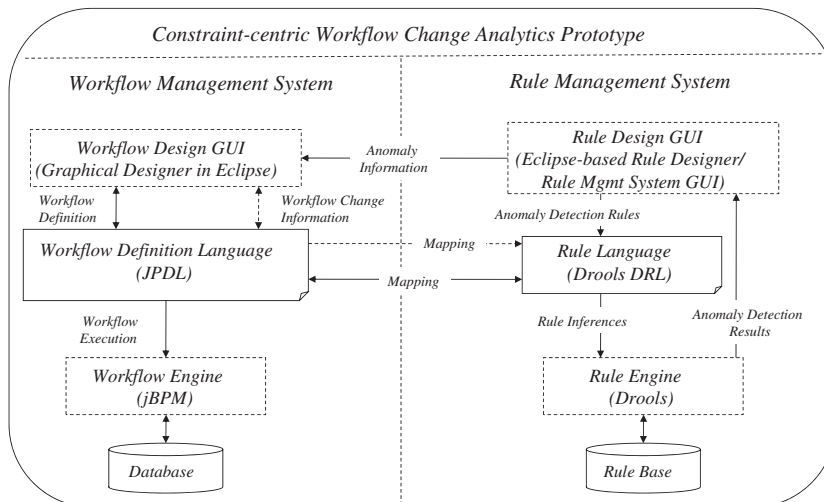 Constraint-centric Workflow Change Analytics Prototype
Workflow Management System
Rule Management System
Workflow Design GUI
(Graphical Designer in Eclipse)
Anomaly
Information
Rule Design GUI
(Eclipse-based Rule Designer/
Rule Mgmt System GUI)
Workflow
Definition
Workflow Change
Information
Anomaly Detection Rules
Workflow Definition Language
(JPDL)
Mapping
Mapping
Rule Language
(Drools DRL)
Workflow
Execution
Rule Inferences
Anomaly Detection
Results
Workflow Engine
(jBPM)
Rule Engine
(Drools)
Database
Rule Base